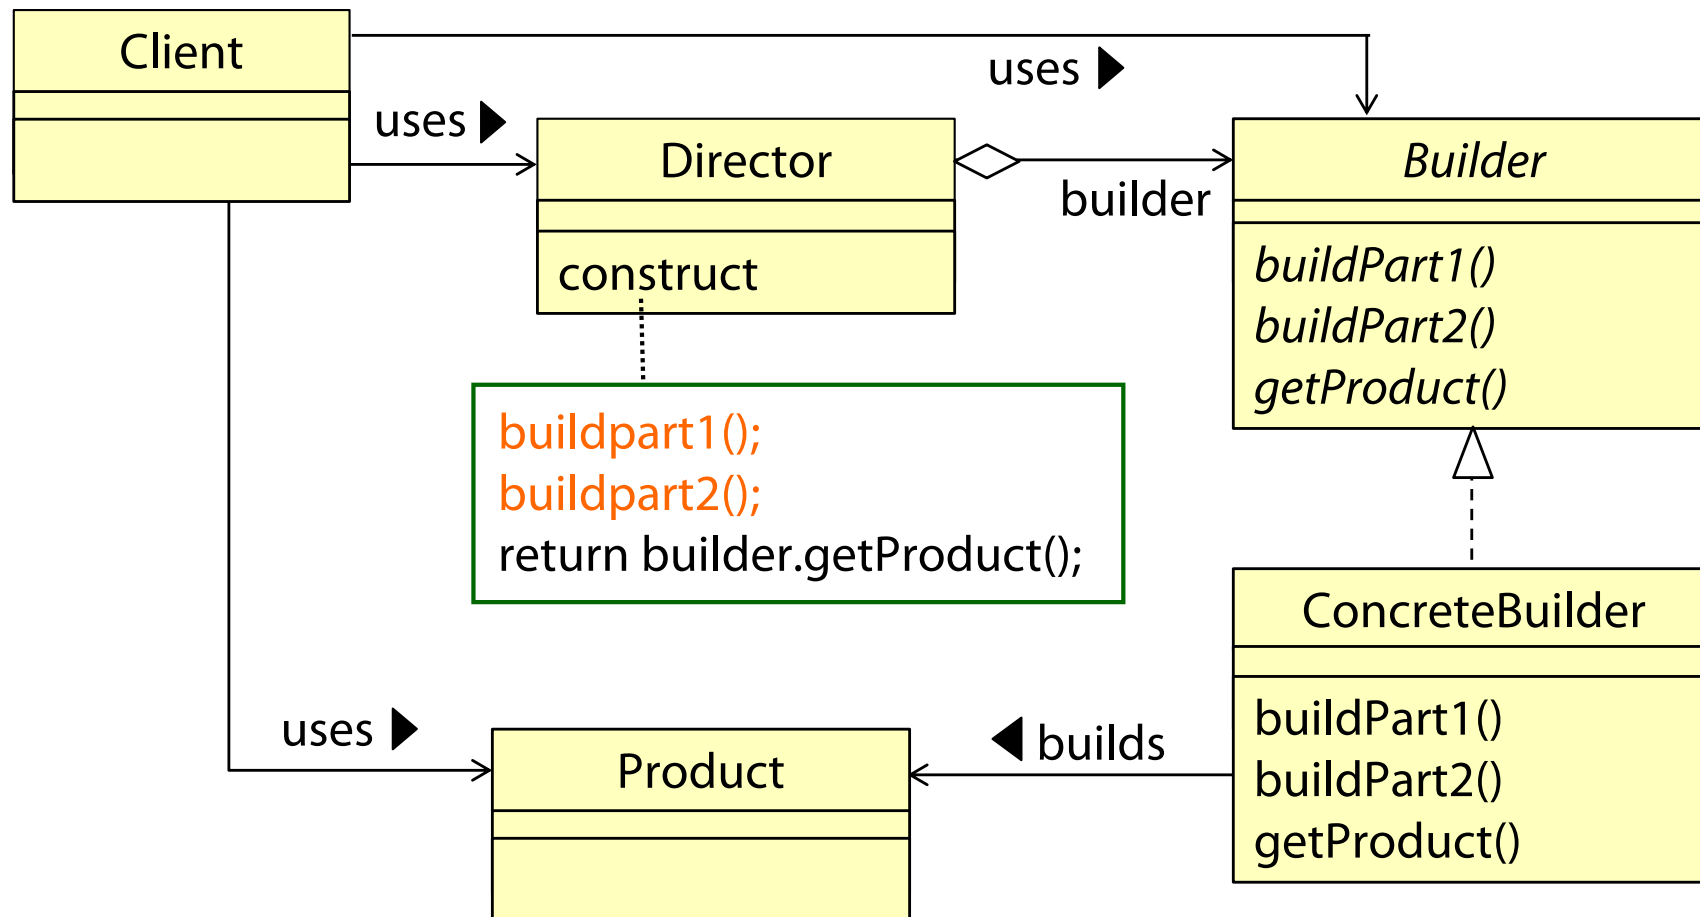 Client
uses
uses
Director
construct
builder
Builder
buildPart1()
buildPart2()
getProduct()
buildpart1();
buildpart2();
return builder.getProduct();
ConcreteBuilder
buildPart1()
buildPart2()
getProduct()
uses
builds
Product